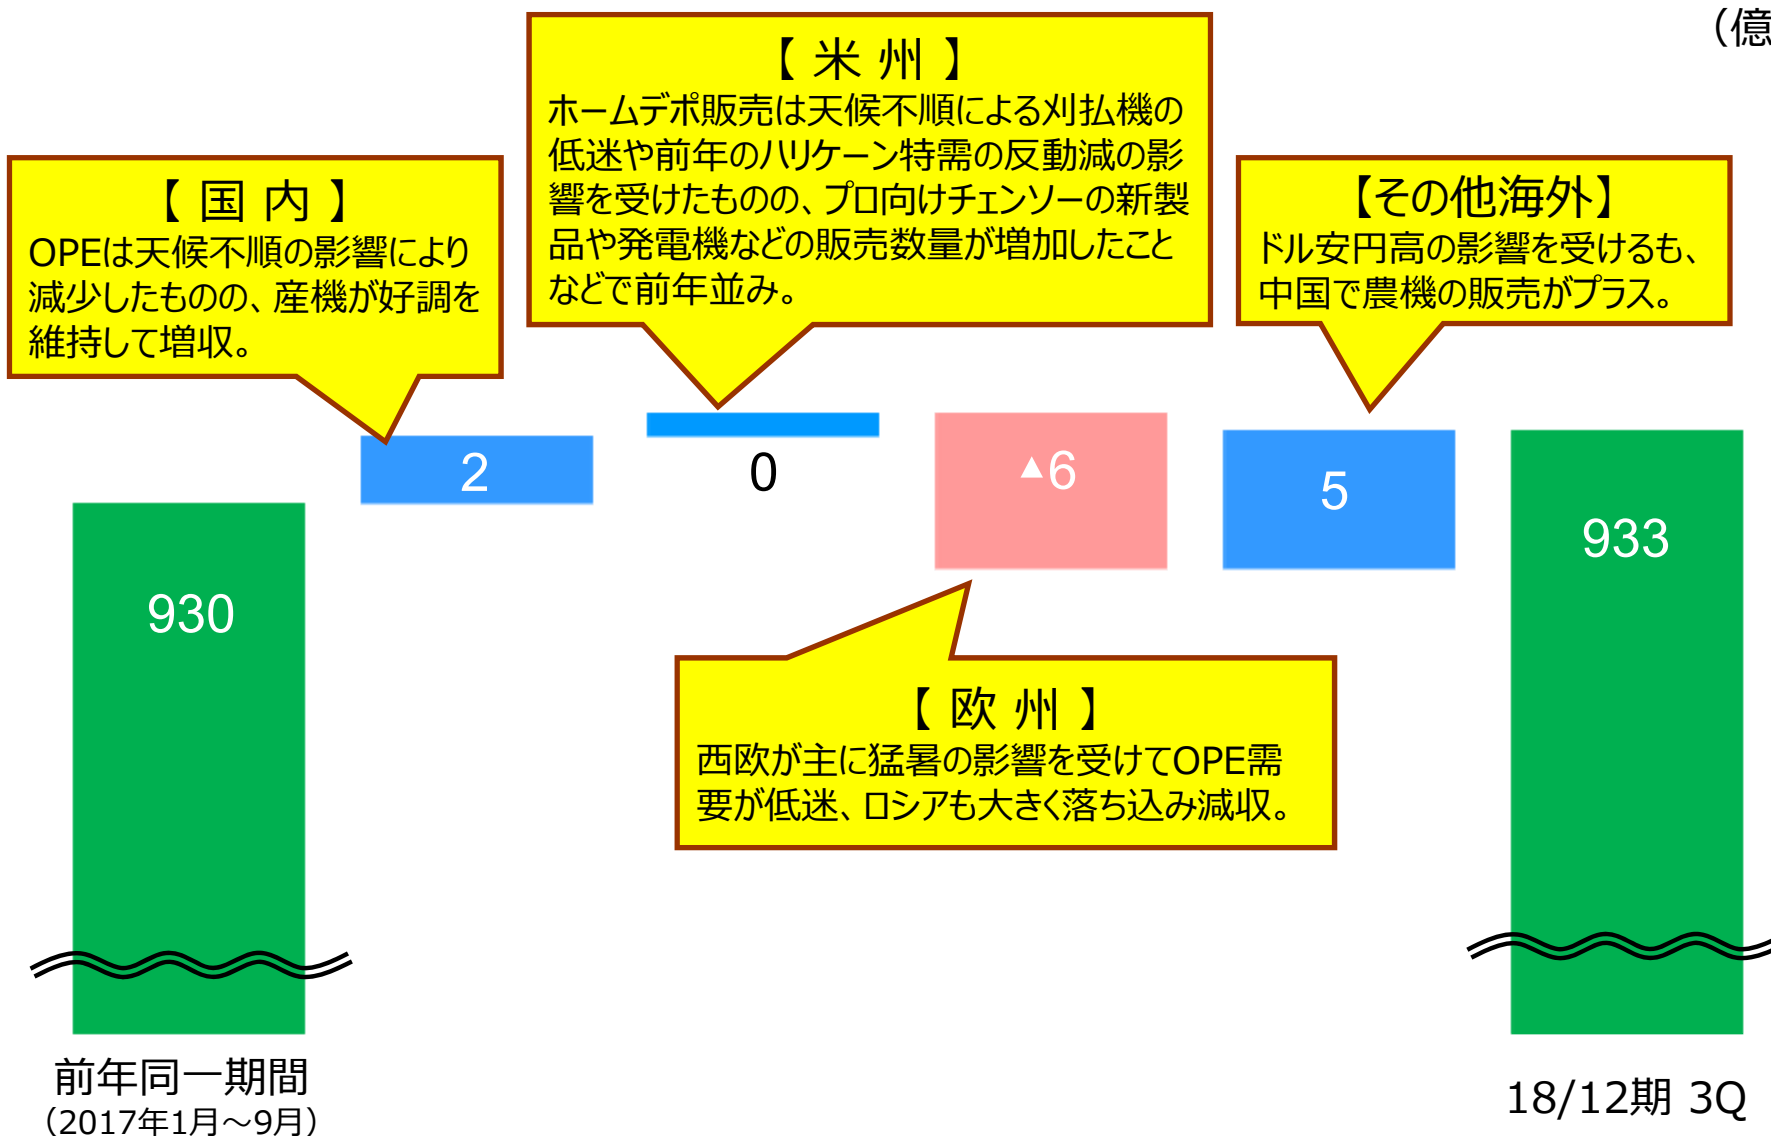 （億
【 米 州 】
ホームデポ販売は天候不順による刈払機の
低迷や前年のハリケーン特需の反動減の影
響を受けたものの、プロ向けチェンソーの新製
品や発電機などの販売数量が増加したこと
などで前年並み。
【 国 内 】
OPEは天候不順の影響により
減少したものの、産機が好調を
維持して増収。
【その他海外】
ドル安円高の影響を受けるも、
中国で農機の販売がプラス。
2
0
▲6
5
930
933
【 欧 州 】
西欧が主に猛暑の影響を受けてOPE需
要が低迷、ロシアも大きく落ち込み減収。
前年同一期間
（2017年1月～9月）
18/12期 3Q